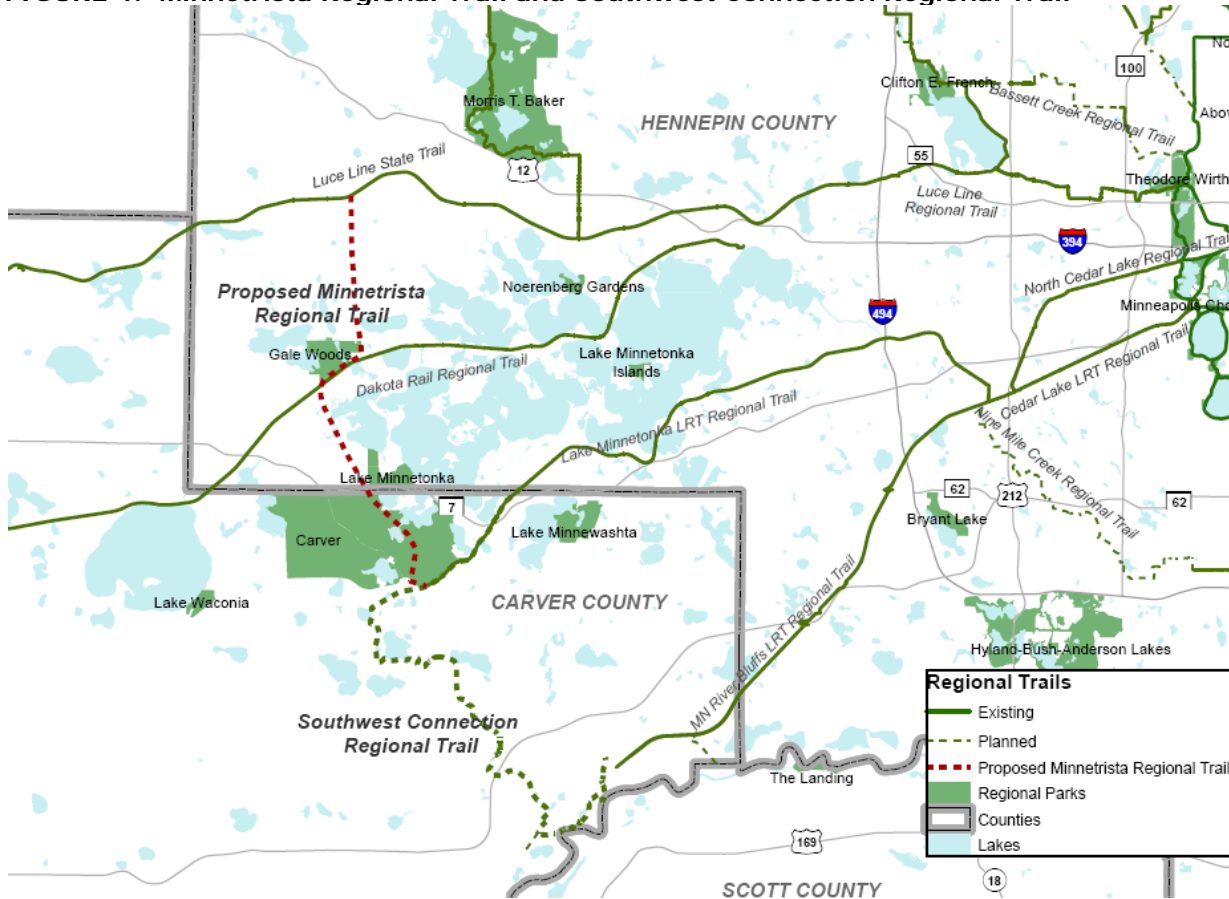 Morris T. Baker
HENNEPIN COUNTY
Clifton E. French
100
Bassett Creek Regional Trail
Luce Line State Trail
12
55
Theodore Wirth
Luce Line
Regional Trail
394
North Cedar Lake Regional Trai
Proposed Minnetrista
Regional Trail
Noerenberg Gardens
494
Gale Woods
Dakota Rail Regional Trail
Lake Minnetonka
Islands
Cedar Lake LRT Regional Trail
Lake Minnetonka LRT Regional Trail
Nine Mile Creek Regional Trail
Lake Minnetonka
7
62
212
62
Carver
Lake Minnewashta
Bryant Lake
Lake Waconia
CARVER COUNTY
MN River Bluffs LRT Regional Trail
Hyland-Bush-Anderson Lakes
Southwest Connection
Regional Trail
The Landing
Regional Trails
Existing
Planned
Proposed Minnetrista Regional Trail
Regional Parks
Counties
Lakes
169
18
SCOTT COUNTY